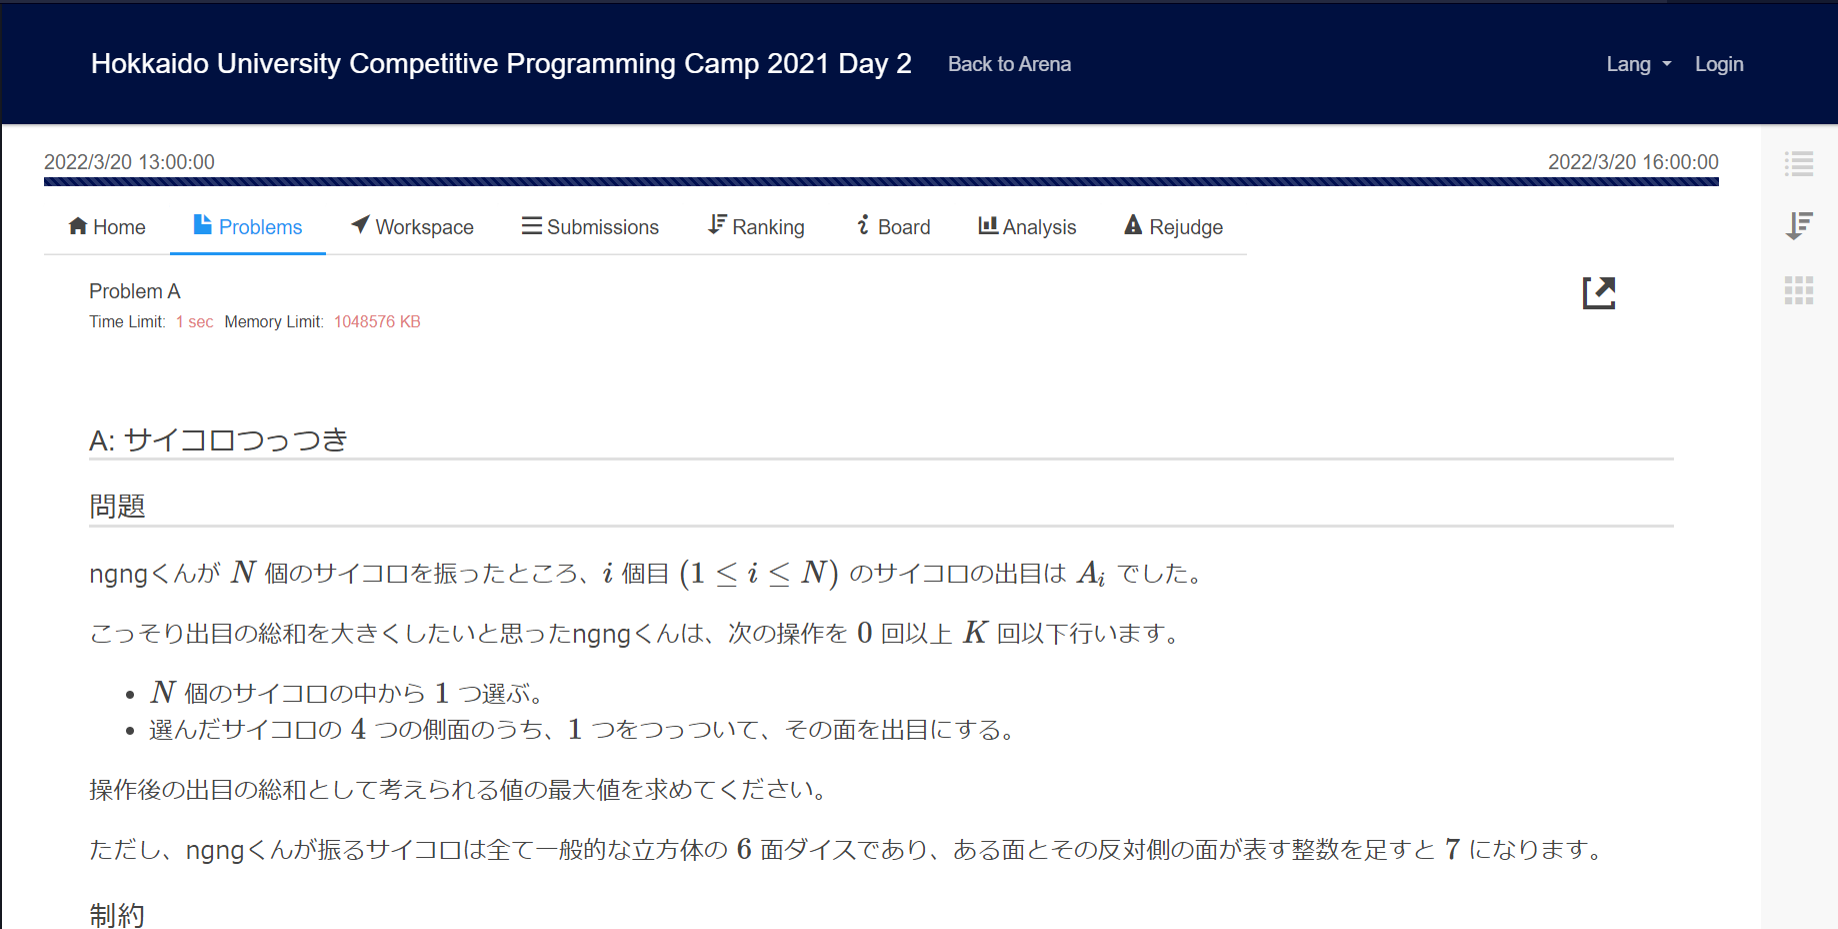 Hokkaido University Competitive Programming Camp 2021 Day 2 Back to Arena Lang Login
2022/3/20 13:00:00 2022/3/20 16:00:00
Home Problems Workspace Submissions Ranking Board Analysis Rejudge
Problem A
Time Limit: 1 sec Memory Limit: 1048576 KB
A: サイコロつっつき
問題
ngngくんが N 個のサイコロを振ったところ、i 個目 (1 ≤ i ≤ N) のサイコロの出目は A_i でした。
こっそり出目の総和を大きくしたいと思ったngngくんは、次の操作を 0 回以上 K 回以下行います。
• N 個のサイコロの中から 1 つ選ぶ。
• 選んだサイコロの 4 つの側面のうち、1 つをつっついて、その面を出目にする。
操作後の出目の総和として考えられる値の最大値を求めてください。
ただし、ngngくんが振るサイコロは全て一般的な立方体の 6 面ダイスであり、ある面とその反対側の面が表す整数を足すと 7 になります。
制約